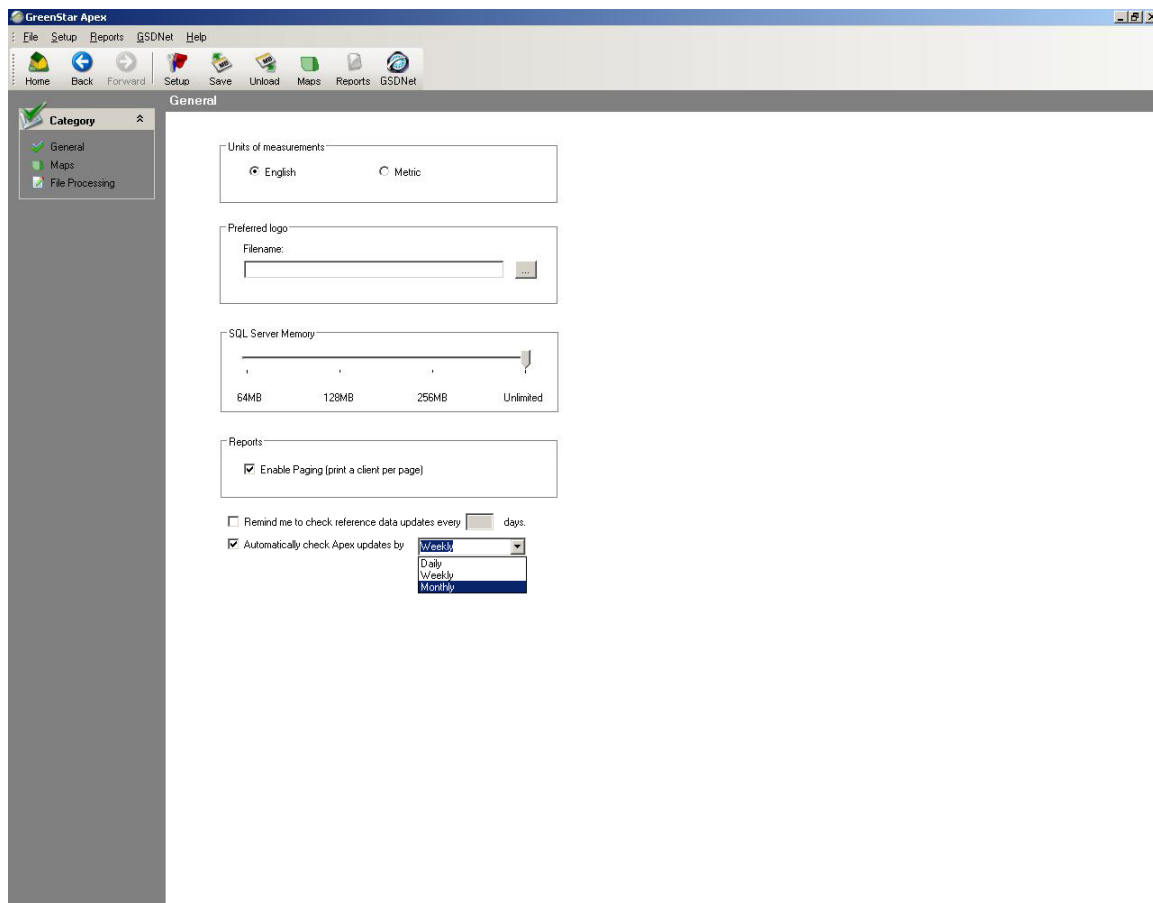 GreenStar Apex
File Setup Reports GSDNet Help
Home Back Forward Setup Save Unload Maps Reports GSDNet
General
Category
General
Maps
File Processing
Units of measurements
English Metric
Preferred logo
Filename:
...
SQL Server Memory
64MB 128MB 256MB Unlimited
Reports
Enable Paging (print a client per page)
Remind me to check reference data updates every days.
Automatically check Apex updates by Weekly
Daily
Weekly
Monthly